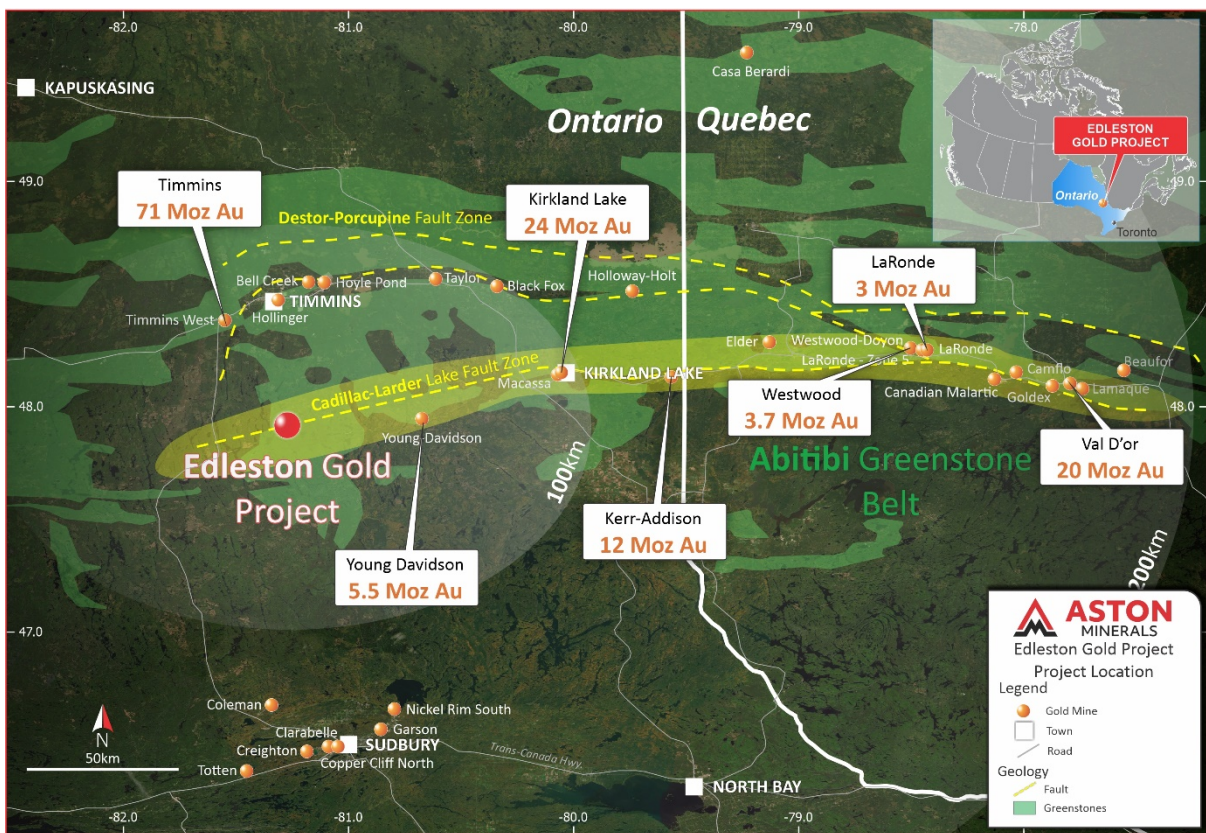 -82.0
-81.0
-80.0
-79.0
-78.0
KAPUSKASING
Casa Berardi
Ontario
Quebec
EDLESTON
GOLD PROJECT
Ontario
Toronto
49.0
-49.0
Timmins
71 Moz Au
Kirkland Lake
24 Moz Au
Destor-Porcupine Fault Zone
LaRonde
3 Moz Au
Bell Creek
Hoyle Pond
Taylor
Black Fox
Holloway-Holt
TIMMINS
Hollinger
Timmins West
Elder
Westwood-Doyon
LaRonde - Zone 5
LaRonde
Beaufor
Cadillac-Larder Lake Fault Zone
Macassa
KIRKLAND LAKE
Camflo
Canadian Malartic
Goldex
Lamaque
48.0
-48.0
Young Davidson
Westwood
3.7 Moz Au
Val D'or
20 Moz Au
Edleston Gold
Project
100km
Abitibi Greenstone
Belt
Kerr-Addison
12 Moz Au
Young Davidson
5.5 Moz Au
200km
-47.0
ASTON
MINERALS
Edleston Gold Project
Project Location
Legend
Gold Mine
Town
Road
Geology
Fault
Greenstones
Coleman
Nickel Rim South
Clarabelle
Garson
Creighton
SUDBURY
Copper Cliff North
Totten
Trans-Canada Hwy.
NORTH BAY
N
50km
-82.0
-81.0
-80.0
-79.0
-78.0